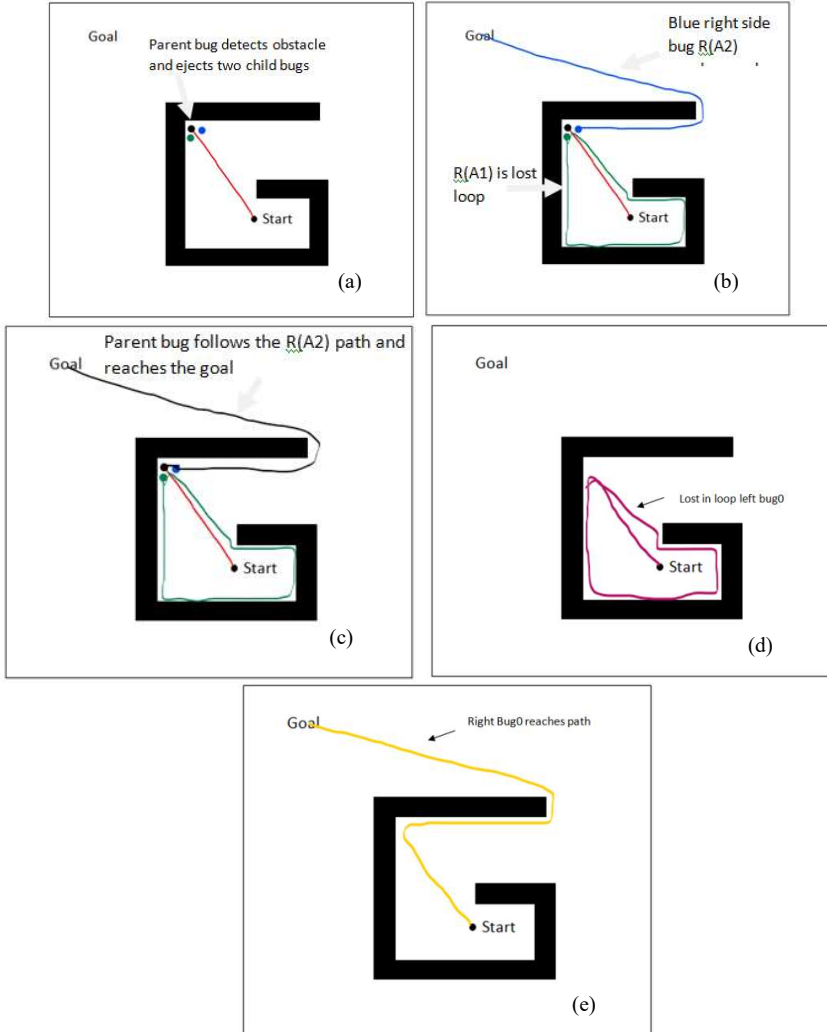 Goal
Parent bug detects obstacle
and ejects two child bugs
Start
(a)
Goal
Blue right side
bug R(A2)
R(A1) is lost
loop
Start
(b)
Parent bug follows the R(A2) path and
reaches the goal
Goal
Start
(c)
Goal
Lost in loop left bug0
Start
(d)
Goal
Right Bug0 reaches path
Start
(e)